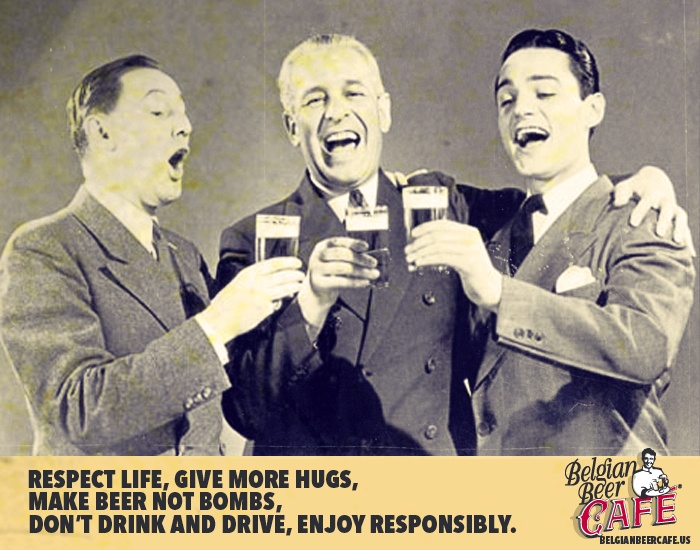 RESPECT LIFE, GIVE MORE HUGS,
MAKE BEER NOT BOMBS,
DON'T DRINK AND DRIVE, ENJOY RESPONSIBLY.
Belgian
Beer
CAFE
BELGIANBEERCAFE.US